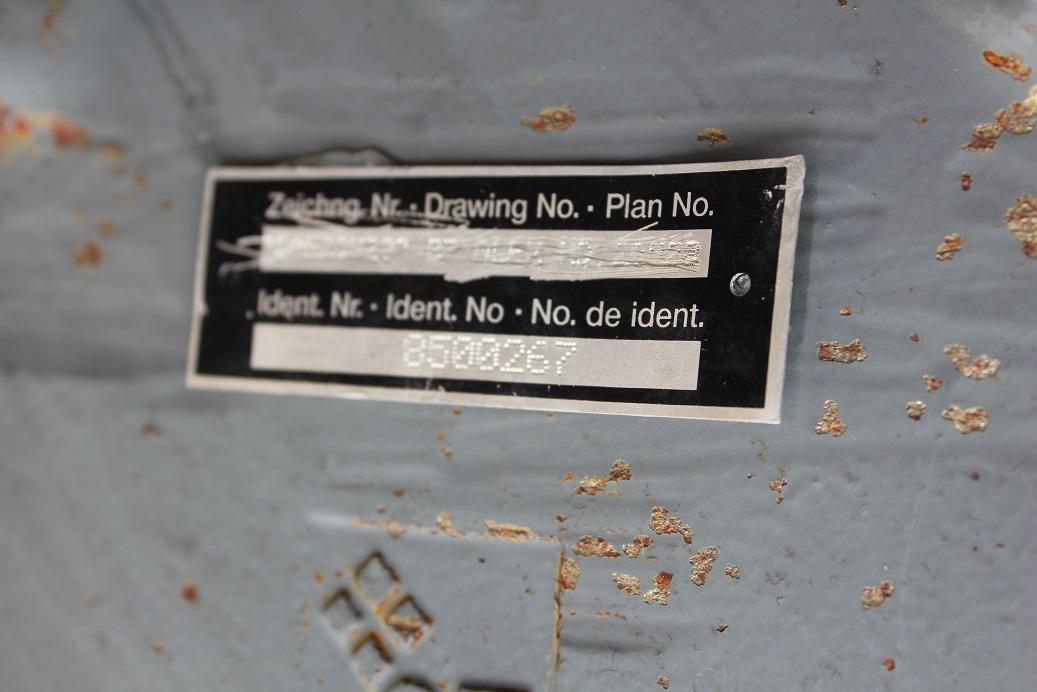 Zeichng. Nr. · Drawing No. · Plan No.
Ident. Nr. · Ident. No · No. de ident.
8500267